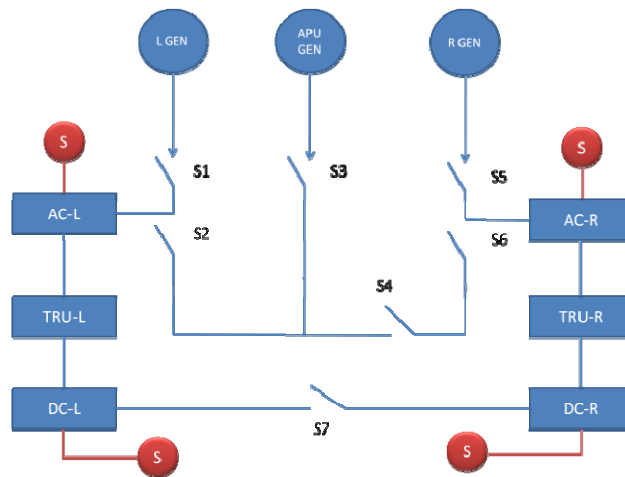 L GEN
APU
GEN
R GEN
S
S
S1
S3
S5
AC-L
AC-R
S2
S6
S4
TRU-L
TRU-R
DC-L
DC-R
S7
S
S